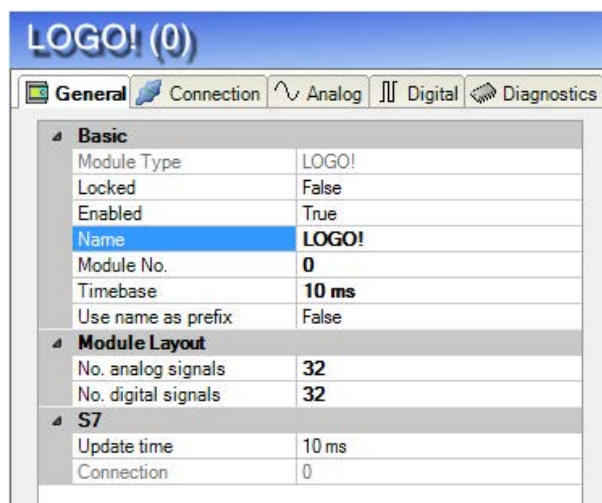 LOGO! (0)
General Connection Analog Digital Diagnostics
Basic
Module Type LOGO!
Locked False
Enabled True
Name LOGO!
Module No. 0
Timebase 10 ms
Use name as prefix False
Module Layout
No. analog signals 32
No. digital signals 32
S7
Update time 10 ms
Connection 0